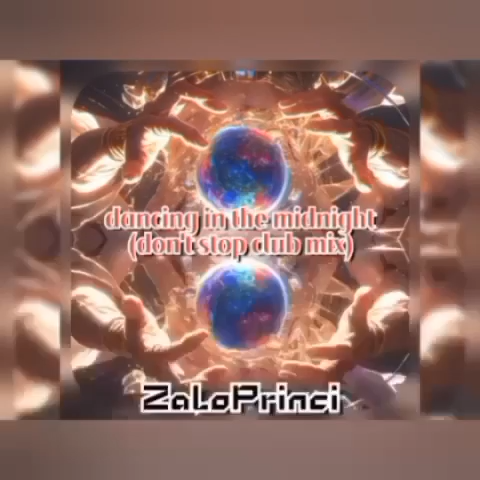 dancing in the midnight
(don't stop club mix)
ZaLoPrinci